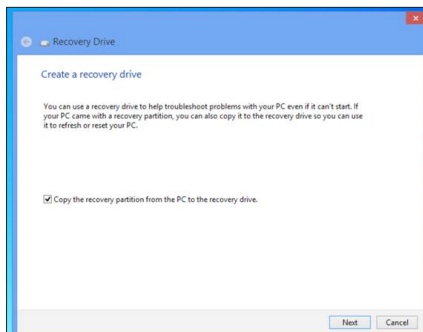 Recovery Drive
Create a recovery drive
You can use a recovery drive to help troubleshoot problems with your PC even if it can't start. If
your PC came with a recovery partition, you can also copy it to the recovery drive so you can use
it to refresh or reset your PC.
Copy the recovery partition from the PC to the recovery drive.
Next Cancel